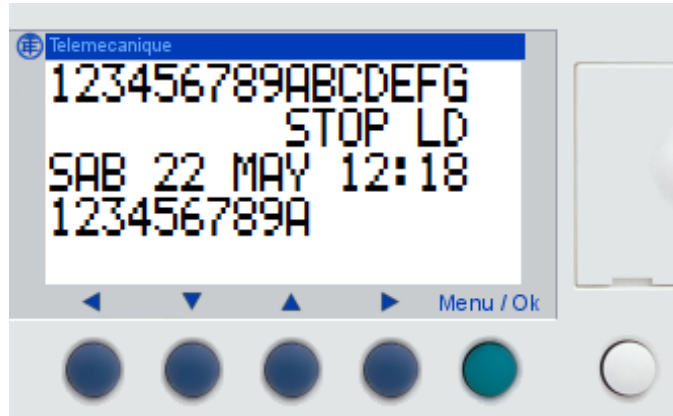 Telemecanique
123456789ABCDEFG
STOP LD
SAB 22 MAY 12:18
123456789A
Menu / Ok